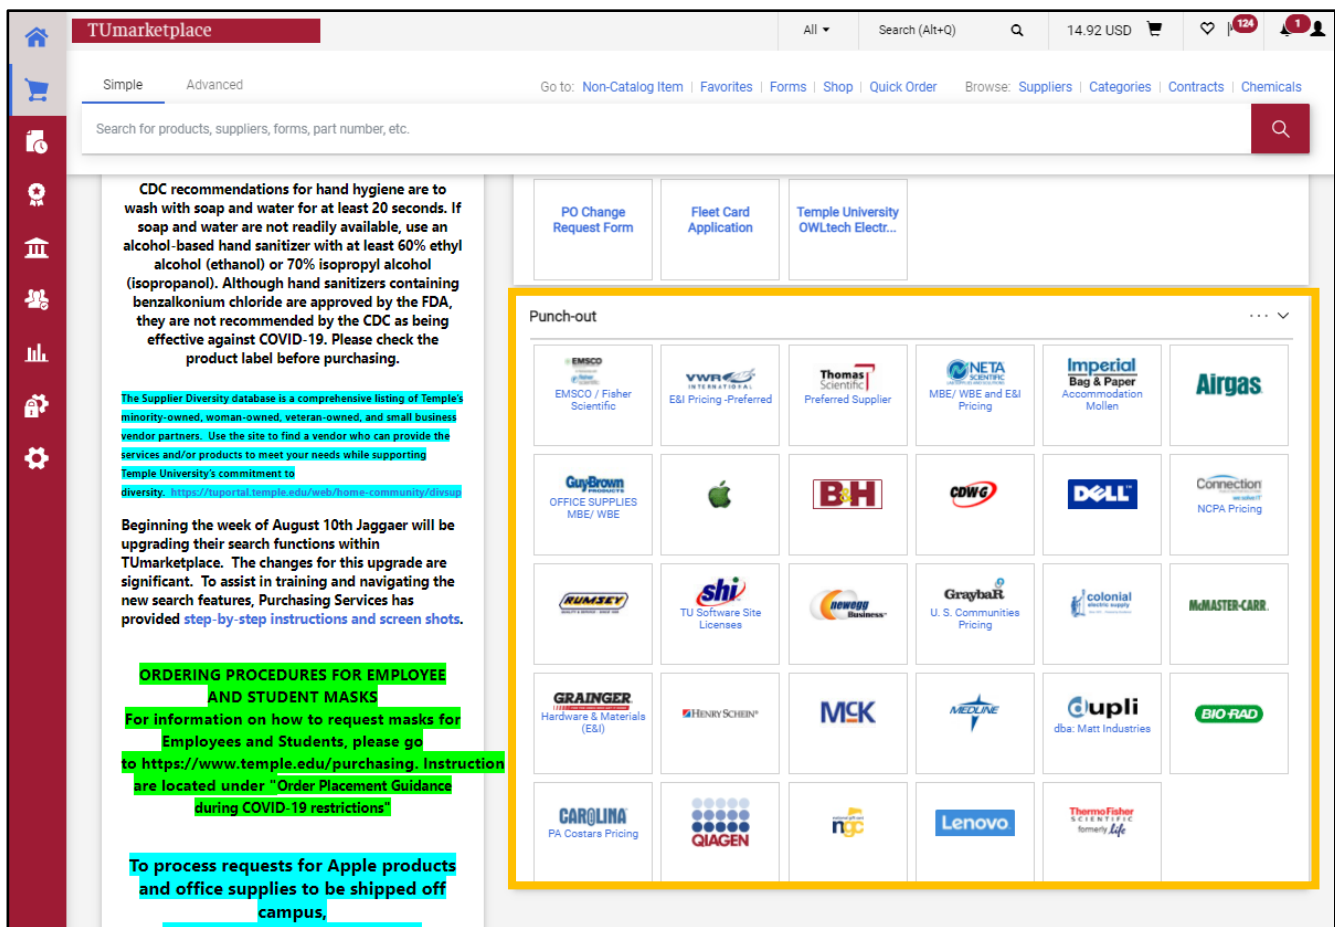 TUmarketplace
All
Search (Alt+Q)
14.92 USD
124
1
Simple
Advanced
Go to: Non-Catalog Item | Favorites | Forms | Shop | Quick Order
Browse: Suppliers | Categories | Contracts | Chemicals
Search for products, suppliers, forms, part number, etc.
CDC recommendations for hand hygiene are to
wash with soap and water for at least 20 seconds. If
soap and water are not readily available, use an
alcohol-based hand sanitizer with at least 60% ethyl
alcohol (ethanol) or 70% isopropyl alcohol
(isopropanol). Although hand sanitizers containing
benzalkonium chloride are approved by the FDA,
they are not recommended by the CDC as being
effective against COVID-19. Please check the
product label before purchasing.
The Supplier Diversity database is a comprehensive listing of Temple's
minority-owned, woman-owned, veteran-owned, and small business
vendor partners. Use the site to find a vendor who can provide the
services and/or products to meet your needs while supporting
Temple University's commitment to
diversity. https://tuportal.temple.edu/web/home-community/divsup
Beginning the week of August 10th Jaggaer will be
upgrading their search functions within
TUmarketplace. The changes for this upgrade are
significant. To assist in training and navigating the
new search features, Purchasing Services has
provided step-by-step instructions and screen shots.
ORDERING PROCEDURES FOR EMPLOYEE
AND STUDENT MASKS
For information on how to request masks for
Employees and Students, please go
to https://www.temple.edu/purchasing. Instruction
are located under "Order Placement Guidance
during COVID-19 restrictions"
To process requests for Apple products
and office supplies to be shipped off
campus,
PO Change
Request Form
Fleet Card
Application
Temple University
OWLtech Electr...
Punch-out
EMSCO
EMSCO / Fisher
Scientific
VWR
INTERNATIONAL
E&I Pricing -Preferred
Thomas
Scientific
Preferred Supplier
NETA
SCIENTIFIC
MBE/ WBE and E&I
Pricing
Imperial
Bag & Paper
Accommodation
Mollen
Airgas
GuyBrown
PRODUCTS
OFFICE SUPPLIES
MBE/ WBE
B&H
CDWG
DELL
Connection
we solve IT
NCPA Pricing
RUMSEY
shi
TU Software Site
Licenses
newegg
Business
GraybaR
U. S. Communities
Pricing
colonial
electric supply
McMASTER-CARR.
GRAINGER
Hardware & Materials
(E&I)
HENRY SCHEIN®
McK
MEDLINE
dupli
dba: Matt Industries
BIO-RAD
CAROLINA
PA Costars Pricing
QIAGEN
ngc
Lenovo
ThermoFisher
SCIENTIFIC
formerly life